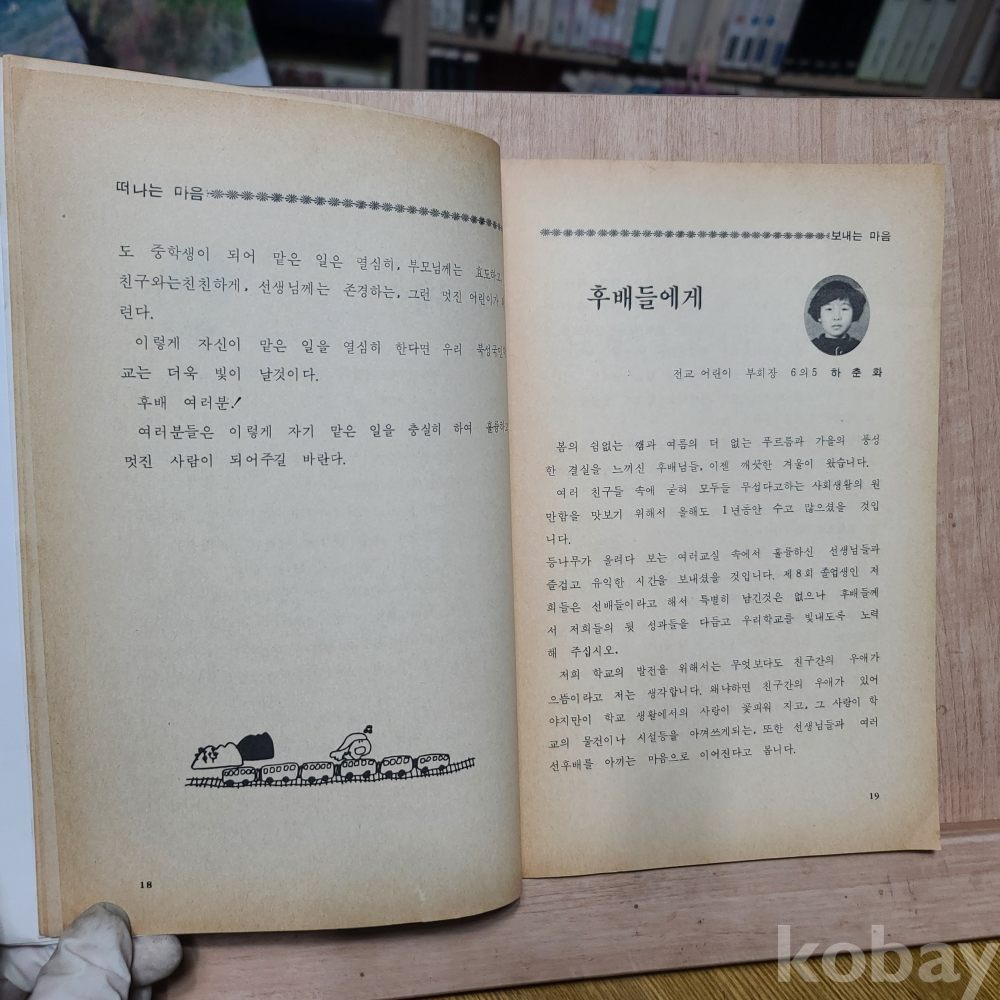 떠나는 마음
도 중학생이 되어 맡은 일은 열심히, 부모님께는 효도하고
친구와는친친하게, 선생님께는 존경하는, 그런 멋진 어린이가
련다.
이렇게 자신이 맡은 일을 열심히 한다면 우리
교는 더욱 빛이 날것이다.
후배 여러분!
여러분들은 이렇게 자기 맡은 일을 충실히 하여 훌륭하고
멋진 사람이 되어주길 바란다.
18
보내는 마음
후배들에게
전교 어린이 부회장 6의5 하 춘 화
봄의 쉼없는 깸과 여름의 더 없는 푸르름과 가을의 풍성
한 결실을 느끼신 후배님들, 이젠 깨끗한 겨울이 왔습니다.
여러 친구들 속에 묻혀 모두들 무섭다고하는 사회생활의 원
만함을 맛보기 위해서 올해도 1년동안 수고 많으셨을 것입
니다.
등나무가 올려다 보는 여러교실 속에서 훌륭하신 선생님들과
즐겁고 유익한 시간을 보내셨을 것입니다. 제8회 졸업생인 저
희들은 선배들이라고 해서 특별히 남긴것은 없으나 후배들께
서 저희들의 뒷 성과들을 다듬고 우리학교를 빛내도록 노력
해 주십시오.
저희 학교의 발전을 위해서는 무엇보다도 친구간의 우애가
으뜸이라고 저는 생각합니다. 왜냐하면 친구간의 우애가 있어
야지만이 학교 생활에서의 사랑이 꽃피워 지고, 그 사랑이 학
교의 물건이나 시설등을 아껴쓰게되는, 또한 선생님들과 여러
선후배를 아끼는 마음으로 이어진다고 봅니다.
19
kobay